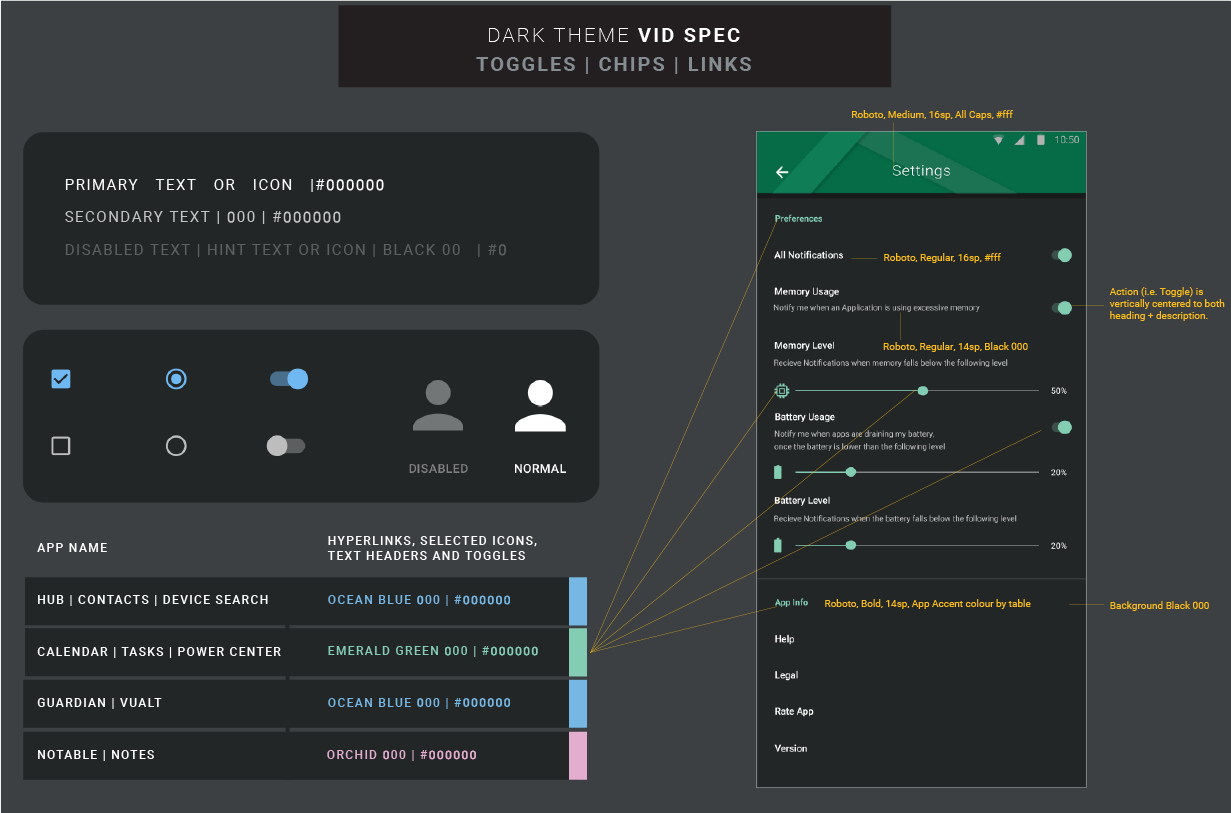 DARK THEME VID SPEC
TOGGLES | CHIPS | LINKS
PRIMARY TEXT OR ICON |#000000
SECONDARY TEXT | 000 | #000000
DISABLED TEXT | HINT TEXT OR ICON | BLACK 00 | #0
DISABLED
NORMAL
APP NAME
HYPERLINKS, SELECTED ICONS,
TEXT HEADERS AND TOGGLES
HUB | CONTACTS | DEVICE SEARCH
OCEAN BLUE 000 | #000000
CALENDAR | TASKS | POWER CENTER
EMERALD GREEN 000 | #000000
GUARDIAN | VUALT
OCEAN BLUE 000 | #000000
NOTABLE | NOTES
ORCHID 000 | #000000
Roboto, Medium, 16sp, All Caps, #fff
10:50
Settings
Preferences
All Notifications
Roboto, Regular, 16sp, #fff
Memory Usage
Notify me when an Application is using excessive memory
Action (i.e. Toggle) is
vertically centered to both
heading + description.
Memory Level
Roboto, Regular, 14sp, Black 000
Recieve Notifications when memory falls below the following level
50%
Battery Usage
Notify me when apps are draining my battery,
once the battery is lower than the following level
20%
Battery Level
Recieve Notifications when the battery falls below the following level
20%
App Info
Roboto, Bold, 14sp, App Accent colour by table
Background Black 000
Help
Legal
Rate App
Version